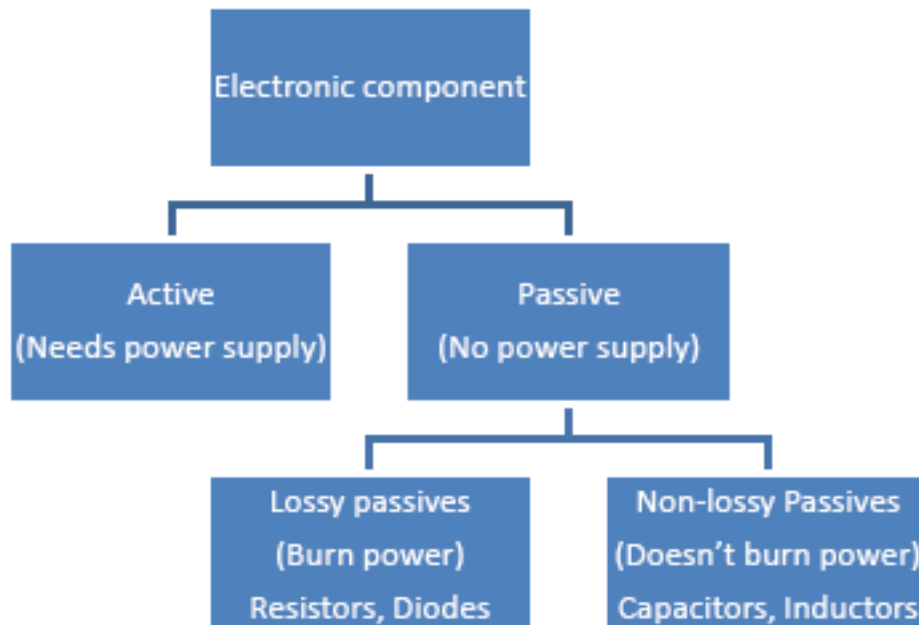 Electronic component
Active
(Needs power supply)
Passive
(No power supply)
Lossy passives
(Burn power)
Resistors, Diodes
Non-lossy Passives
(Doesn’t burn power)
Capacitors, Inductors